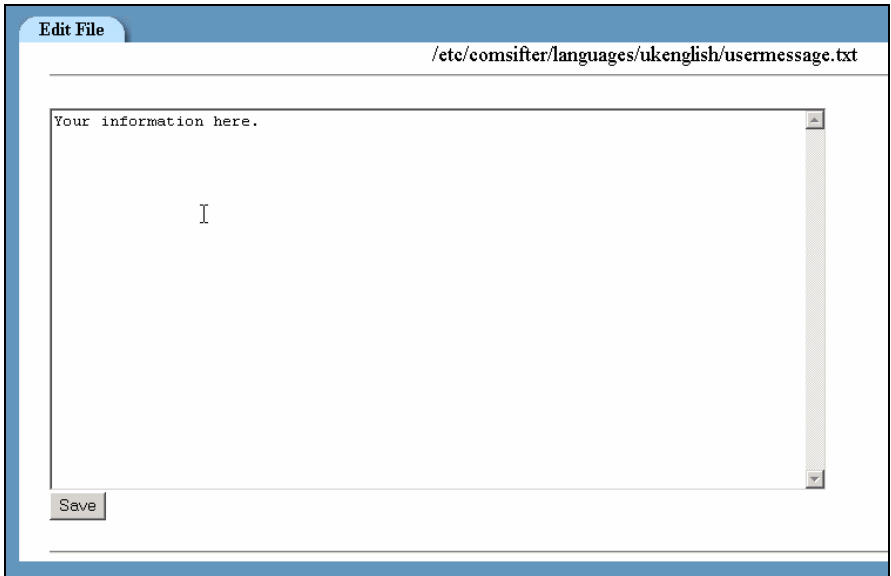 Edit File
/etc/comsifter/languages/ukenglish/usermessage.txt
Your information here.
Save